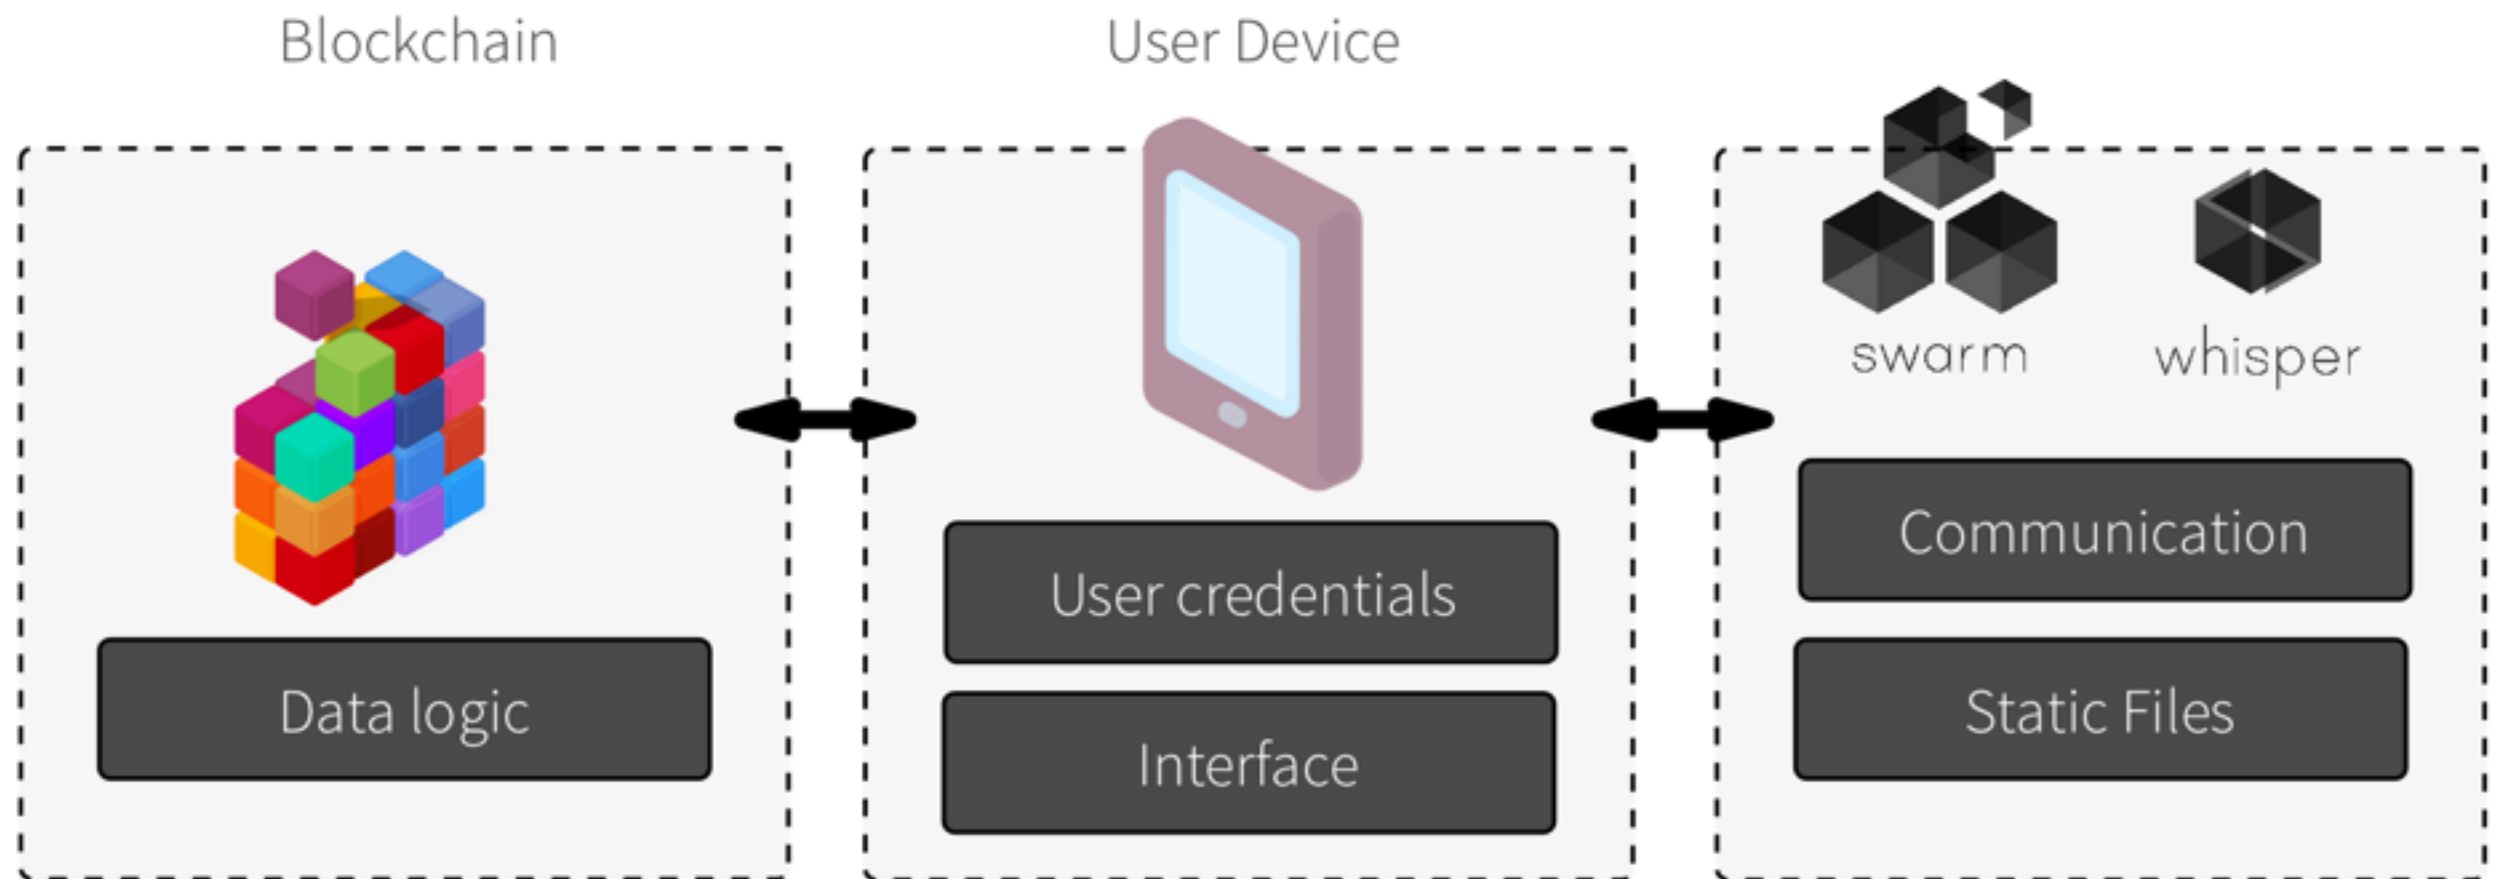 Blockchain
User Device
swarm
whisper
Communication
User credentials
Data logic
Static Files
Interface